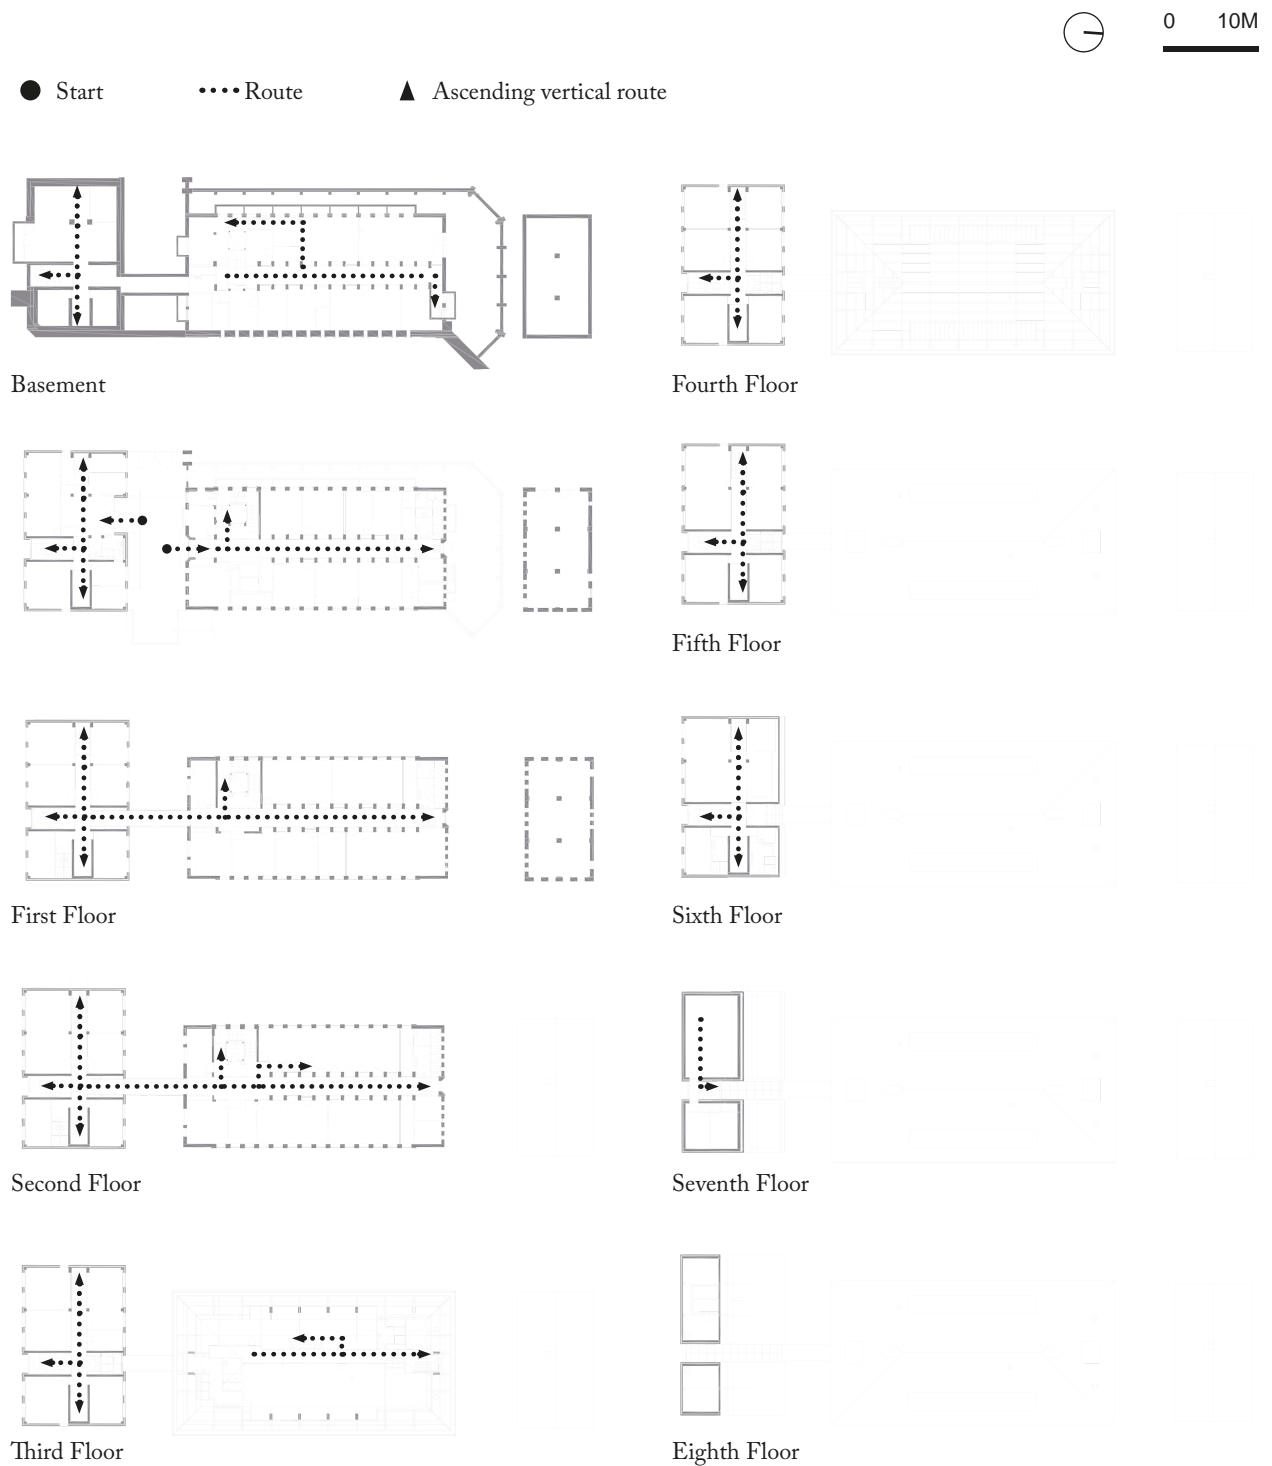 0 10M
Start Route Ascending vertical route
Basement
Fourth Floor
Fifth Floor
First Floor
Sixth Floor
Second Floor
Seventh Floor
Third Floor
Eighth Floor